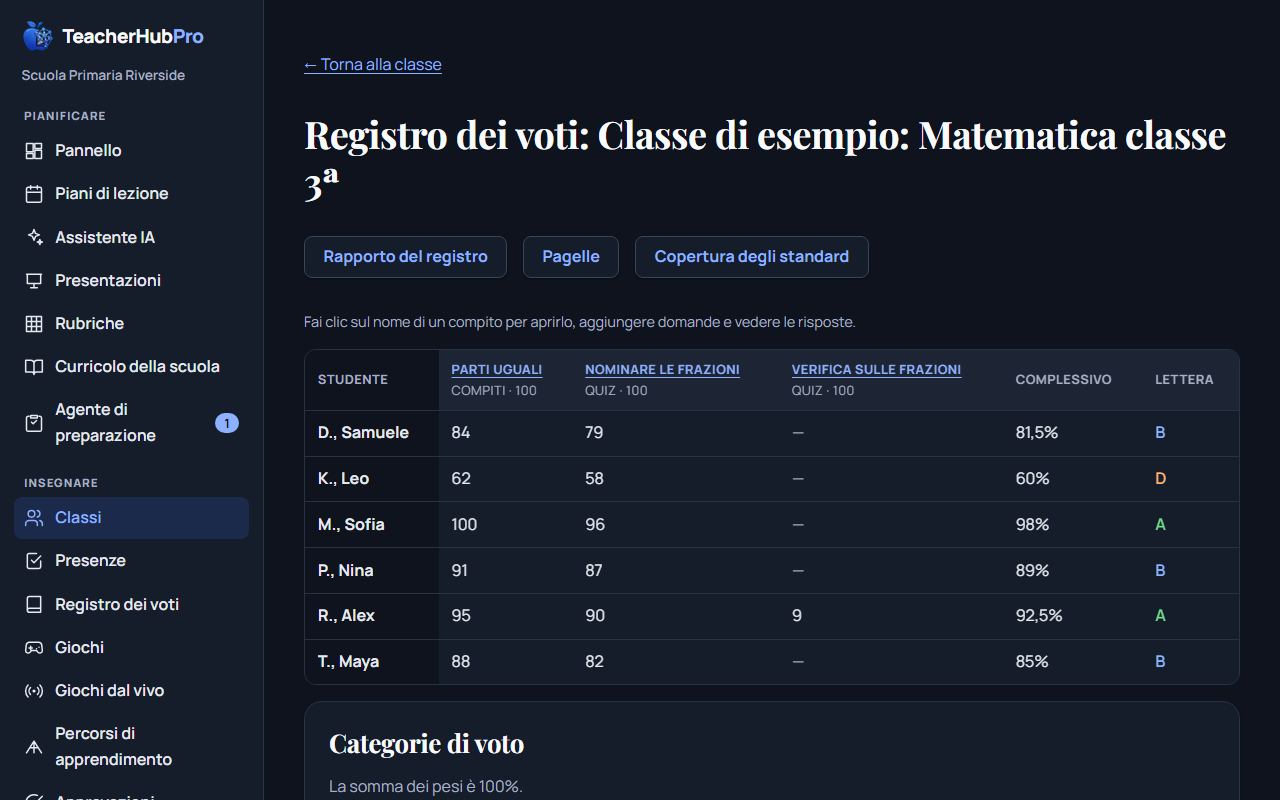 TeacherHubPro
Scuola Primaria Riverside
PIANIFICARE
Pannello
Piani di lezione
Assistente IA
Presentazioni
Rubriche
Curricolo della scuola
Agente di
preparazione
1
INSEGNARE
Classi
Presenze
Registro dei voti
Giochi
Giochi dal vivo
Percorsi di
apprendimento
Approvazioni
← Torna alla classe
Registro dei voti: Classe di esempio: Matematica classe
3ª
Rapporto del registro
Pagelle
Copertura degli standard
Fai clic sul nome di un compito per aprirlo, aggiungere domande e vedere le risposte.
STUDENTE PARTI UGUALI NOMINARE LE FRAZIONI VERIFICA SULLE FRAZIONI COMPLESSIVO LETTERA
COMPITI · 100 QUIZ · 100 QUIZ · 100
D., Samuele 84 79 — 81,5% B
K., Leo 62 58 — 60% D
M., Sofia 100 96 — 98% A
P., Nina 91 87 — 89% B
R., Alex 95 90 9 92,5% A
T., Maya 88 82 — 85% B
Categorie di voto
La somma dei pesi è 100%.